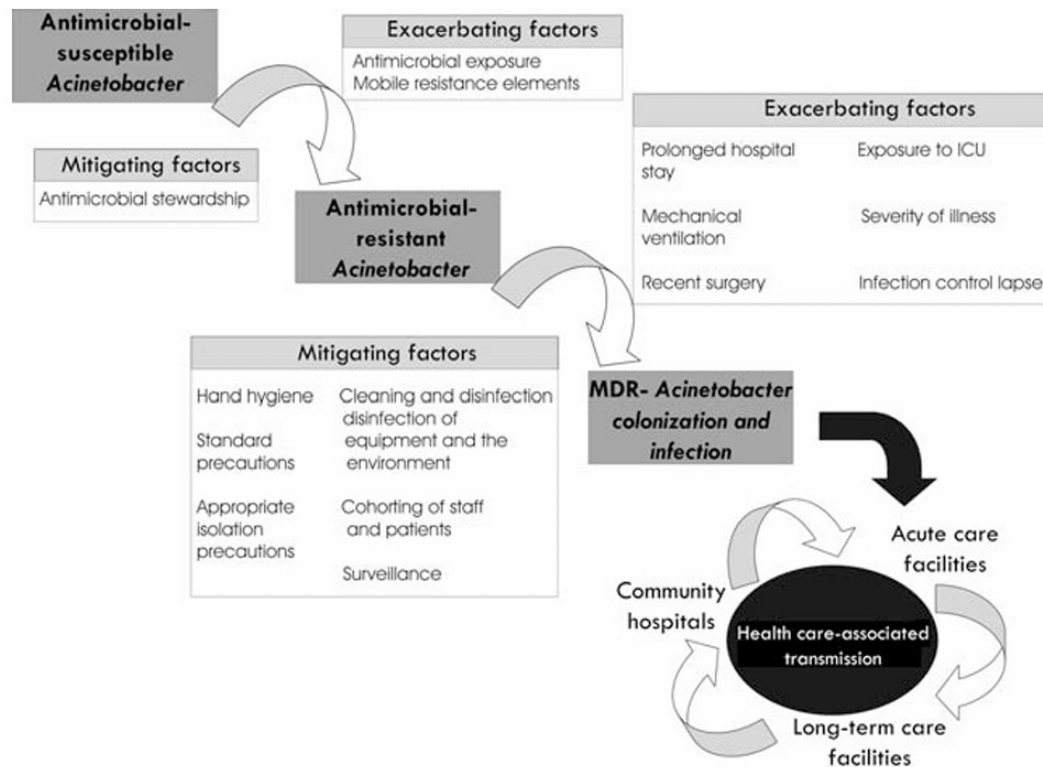 Antimicrobial-
susceptible
Acinetobacter
Exacerbating factors
Antimicrobial exposure
Mobile resistance elements
Mitigating factors
Antimicrobial stewardship
Antimicrobial-
resistant
Acinetobacter
Exacerbating factors
Prolonged hospital
stay
Exposure to ICU
Mechanical
ventilation
Severity of illness
Recent surgery
Infection control lapse
Mitigating factors
Hand hygiene
Standard
precautions
Appropriate
isolation
precautions
Cleaning and disinfection
disinfection of
equipment and the
environment
Cohorting of staff
and patients
Surveillance
MDR- Acinetobacter
colonization and
infection
Acute care
facilities
Community
hospitals
Health care-associated
transmission
Long-term care
facilities